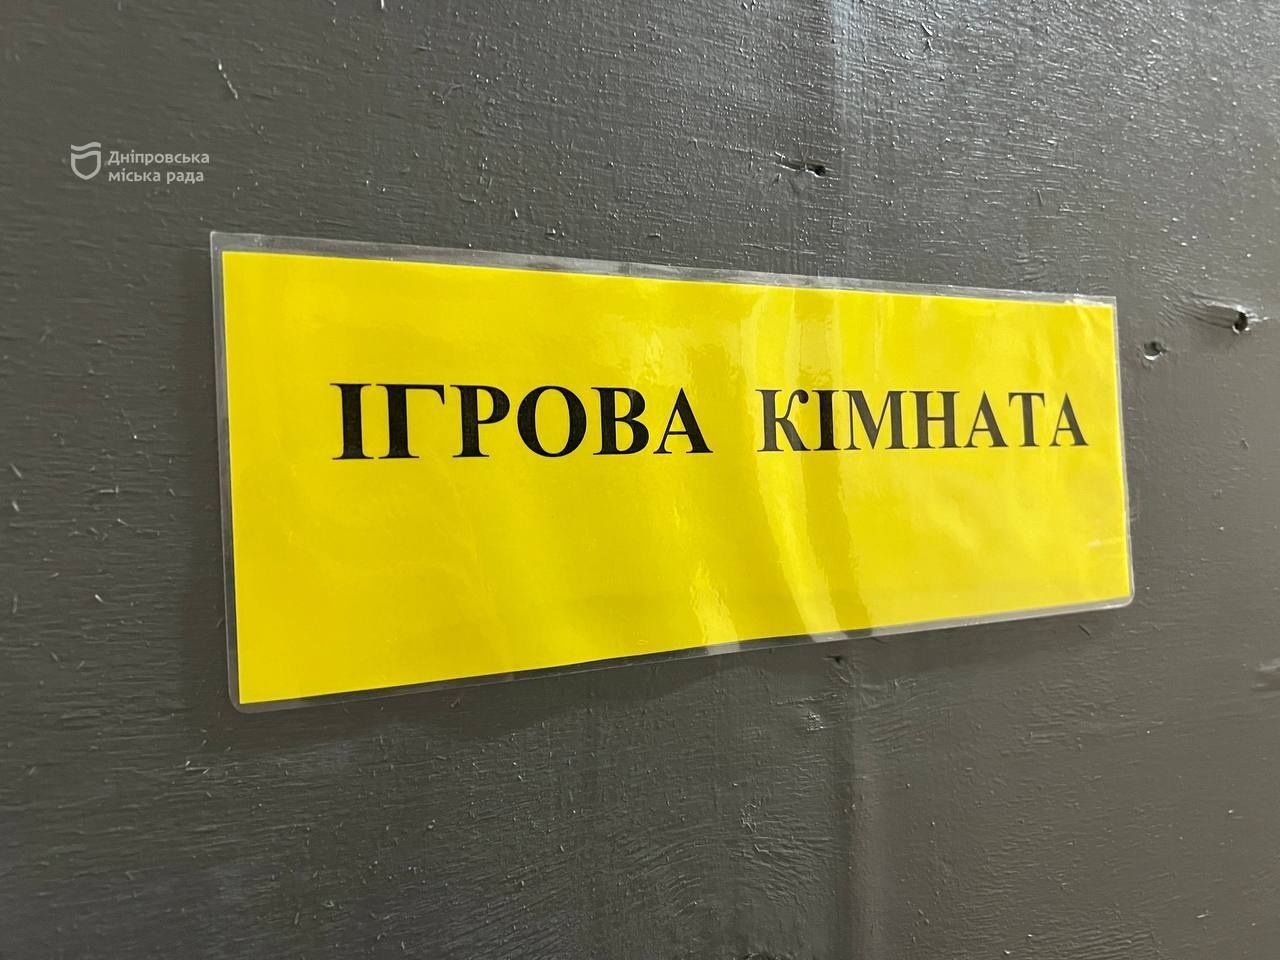 Дніпровська
міська рада
ІГРОВА КІМНАТА